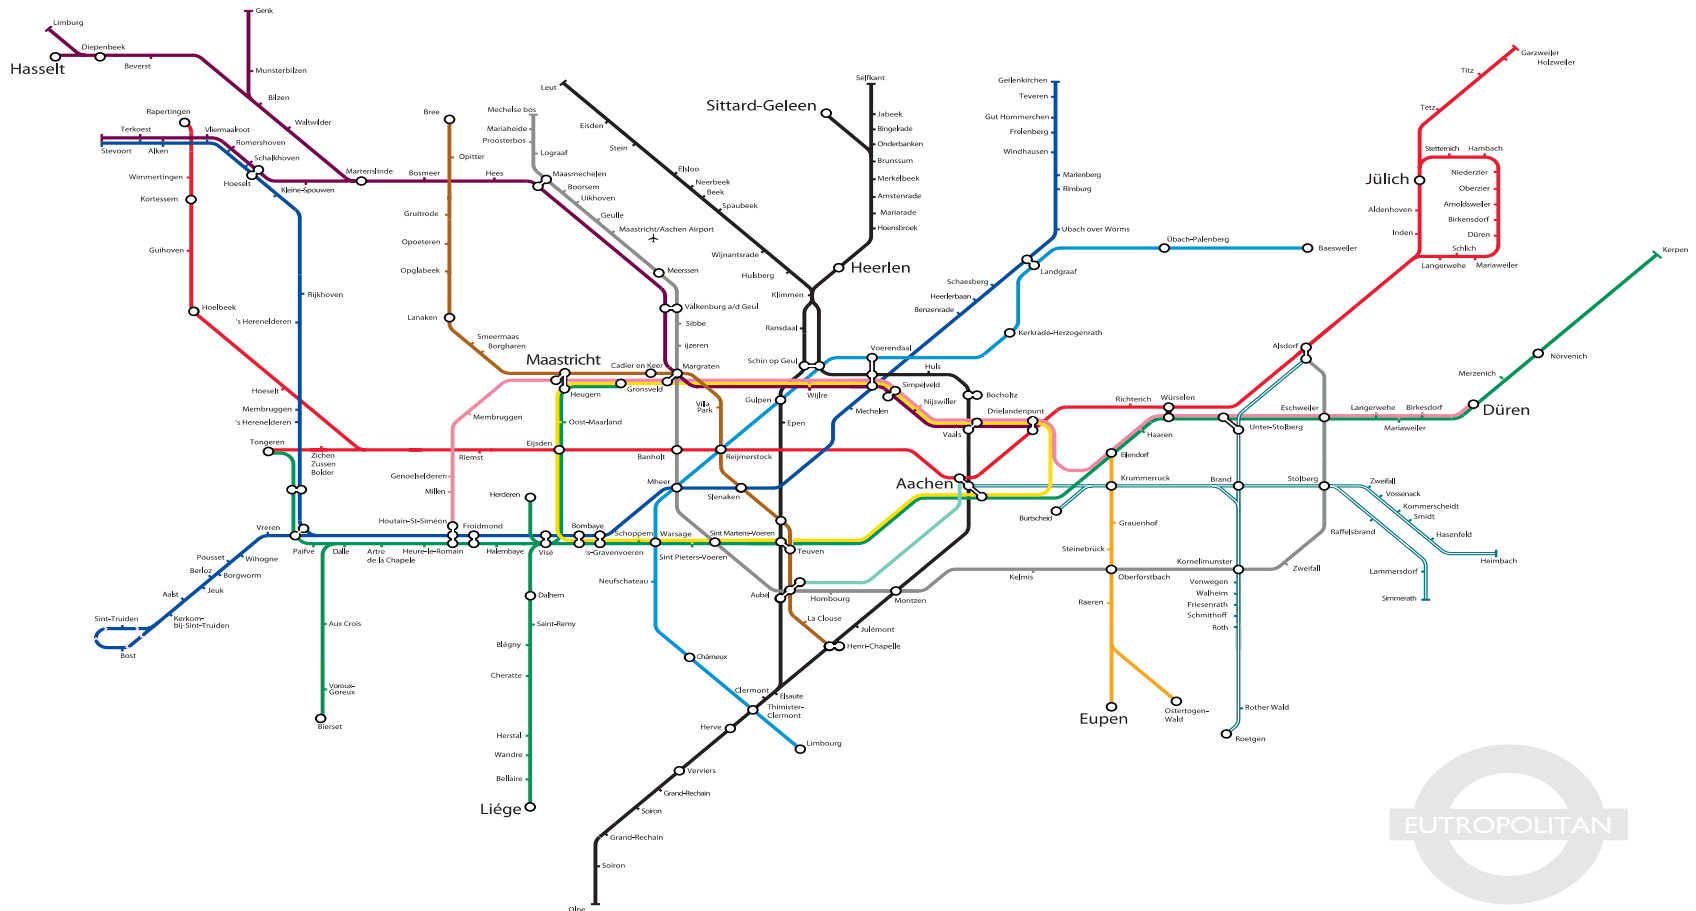 Limburg
Genk
Diepenbeek
Hasselt
Beverst
Munsterbilzen
Bilzen
Waltwilder
Rapertingen
Terkoest
Vliemaalroot
Romershoven
Stevoort
Alken
Schalkhoven
Hoeselt
Kleine-Spouwen
Martenslinde
Bosmeer
Hees
Wimmertingen
Kortessem
Guihoven
Hoelbeek
Rijkhoven
's Herenelderen
Hoeselt
Membruggen
's Herenelderen
Tongeren
Zichen
Zussen
Bolder
Riemst
Bree
Opitter
Gruitrode
Opoeteren
Opglabeek
Lanaken
Smeermaas
Borgharen
Mechelse bos
Mariaheide
Proosterbos
Lograaf
Maasmechelen
Boorsem
Uikhoven
Geulle
Maastricht/Aachen Airport
Meerssen
Valkenburg a/d Geul
Sibbe
ijzeren
Margraten
Cadier en Keer
Maastricht
Gronsveld
Heugem
Oost-Maarland
Eijsden
Membruggen
Genoelselderen
Millen
Houtain-St-Siméon
Froidmond
Herderen
Leut
Eisden
Stein
Elsloo
Neerbeek
Beek
Spaubeek
Wijnantsrade
Hulsberg
Klimmen
Ransdaal
Schin op Geul
Sittard-Geleen
Selfkant
Jabeek
Bingelrade
Onderbanken
Brunssum
Merkelbeek
Amstenrade
Mariarade
Hoensbroek
Heerlen
Geilenkirchen
Teveren
Gut Hommerchen
Frelenberg
Windhausen
Marienberg
Rimburg
Ubach over Worms
Übach-Palenberg
Baesweiler
Landgraaf
Schaesberg
Heerlerbaan
Benzenrade
Kerkrade-Herzogenrath
Voerendaal
Huls
Simpelveld
Nijswiller
Bocholtz
Wijlre
Mechelen
Gulpen
Epen
Vila
Park
Banholt
Reijmerstock
Mheer
Slenaken
Vaals
Drielandenpunt
Aachen
Garzweiler
Holzweiler
Titz
Tetz
Stetternich
Hambach
Niederzier
Oberzier
Arnoldsweiler
Birkensdorf
Düren
Schlich
Langerwehe
Mariaweiler
Jülich
Aldenhoven
Inden
Kerpen
Nörvenich
Merzenich
Düren
Alsdorf
Richterich
Würselen
Haaren
Eilendorf
Unter-Stolberg
Eschweiler
Langerwehe
Birkesdorf
Mariaweiler
Krummerruck
Burtscheid
Brand
Stolberg
Zweifall
Vossenack
Kommerscheidt
Smidt
Hasenfeld
Heimbach
Raffelsbrand
Lammersdorf
Simmerath
Grauenhof
Steinebrück
Oberforstbach
Raeren
Eupen
Ostertogen-
Wald
Kornelimunster
Zweifall
Venwegen
Walheim
Friesenrath
Schmithoff
Roth
Rother Wald
Roetgen
Vreren
Paifve
Dalle
Artre
de la Chapele
Heure-le-Romain
Halembaye
Visé
Bombaye
's-Gravenvoeren
Schoppem
Warsage
Sint Pieters-Voeren
Sint Martens-Voeren
Teuven
Pousset
Wihogne
Berloz
Borgworm
Aalst
Jeuk
Sint-Truiden
Kerkom-
bij-Sint-Truiden
Bost
Aux Crois
Voroux-
Goreux
Bierset
Dalhem
Saint-Remy
Blégny
Cheratte
Herstal
Wandre
Bellaire
Liége
Neufschateau
Chárneux
Aubel
Hombourg
Montzen
Kelmis
La Clouse
Julémont
Henri-Chapelle
Clermont
Elsaute
Thimister-
Clermont
Herve
Limbourg
Verviers
Grand-Rechain
Soiron
Grand-Rechain
Soiron
Olne
EUTROPOLITAN